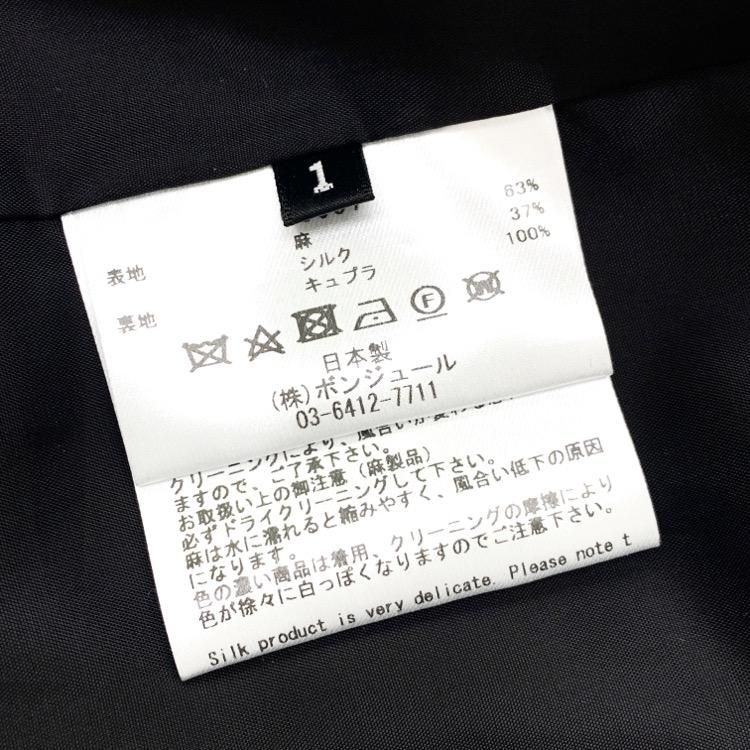 1
表地 麻 63%
シルク 37%
裏地 キュプラ 100%
F
W
日本製
(株)ボンジュール
03-6412-7711
クリーニングにより、風合いが変わる
ますので、ご了承下さい。
お取扱い上の御注意 (麻製品)
必ずドライクリーニングして下さい。
麻は水に濡れると縮みやすく、風合い低下の原因
になります。
色の濃い商品は着用、クリーニングの摩擦により
色が徐々に白っぽくなりますのでご注意下さい。
Silk product is very delicate. Please note t